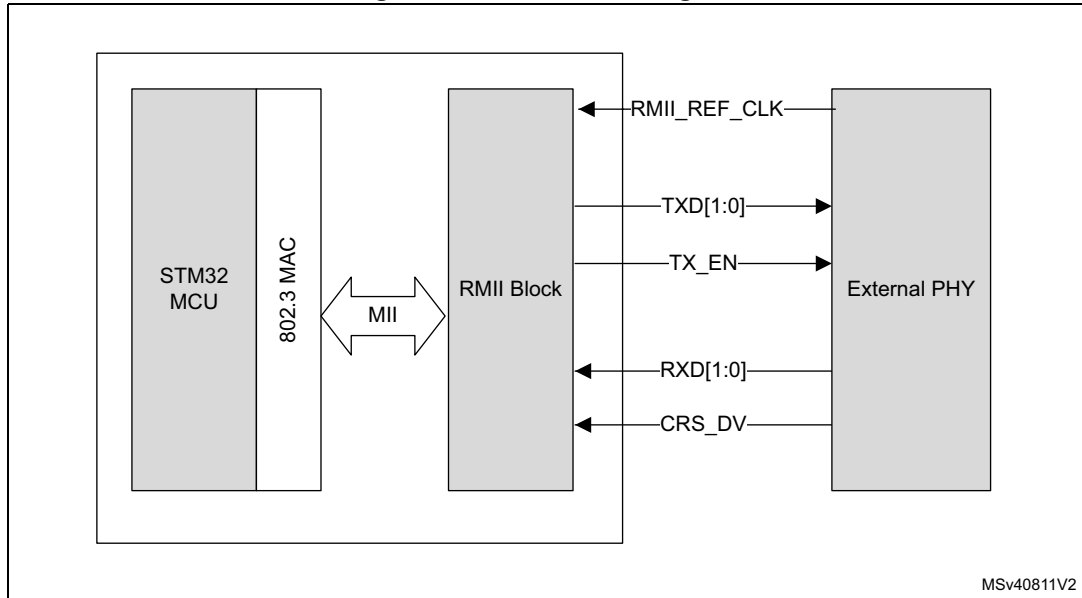 RMII_REF_CLK
TXD[1:0]
TX_EN
STM32
MCU
802.3 MAC
MII
RMII Block
External PHY
RXD[1:0]
CRS_DV
MSv40811V2